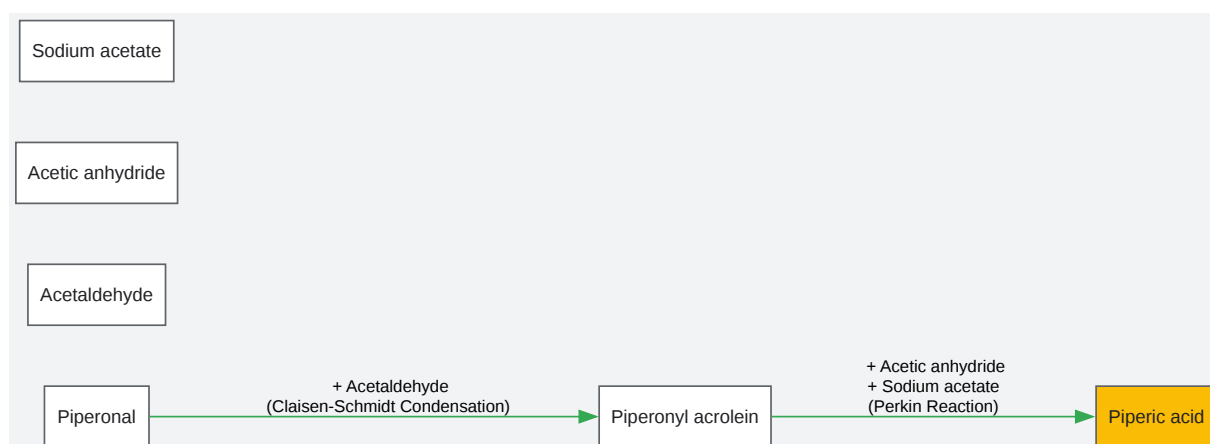 Sodium acetate
Acetic anhydride
Acetaldehyde
Piperonal
+ Acetaldehyde
(Claisen-Schmidt Condensation)
Piperonyl acrolein
+ Acetic anhydride
+ Sodium acetate
(Perkin Reaction)
Piperic acid